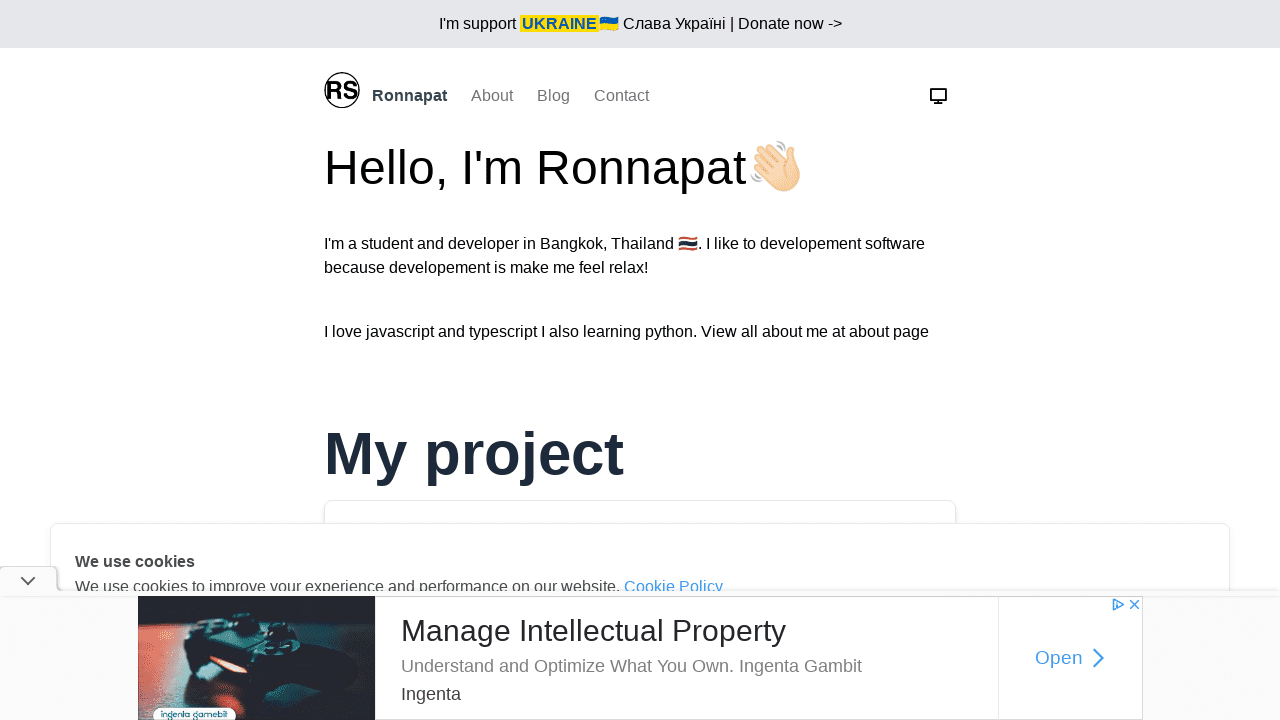 I'm support UKRAINE🇺🇦 Слава Україні | Donate now ->
RS Ronnapat About Blog Contact
Hello, I'm Ronnapat👋🏻
I'm a student and developer in Bangkok, Thailand 🇹🇭. I like to developement software
because developement is make me feel relax!
I love javascript and typescript I also learning python. View all about me at about page
My project
We use cookies
We use cookies to improve your experience and performance on our website. Cookie Policy
Manage Intellectual Property
Understand and Optimize What You Own. Ingenta Gambit
Ingenta
Open
ingenta gamebit